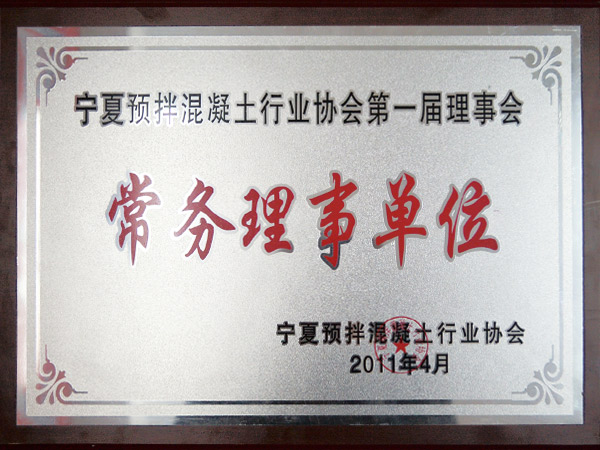 宁夏预拌混凝土行业协会第一届理事会
常务理事单位
宁夏预拌混凝土行业协会
2011年4月